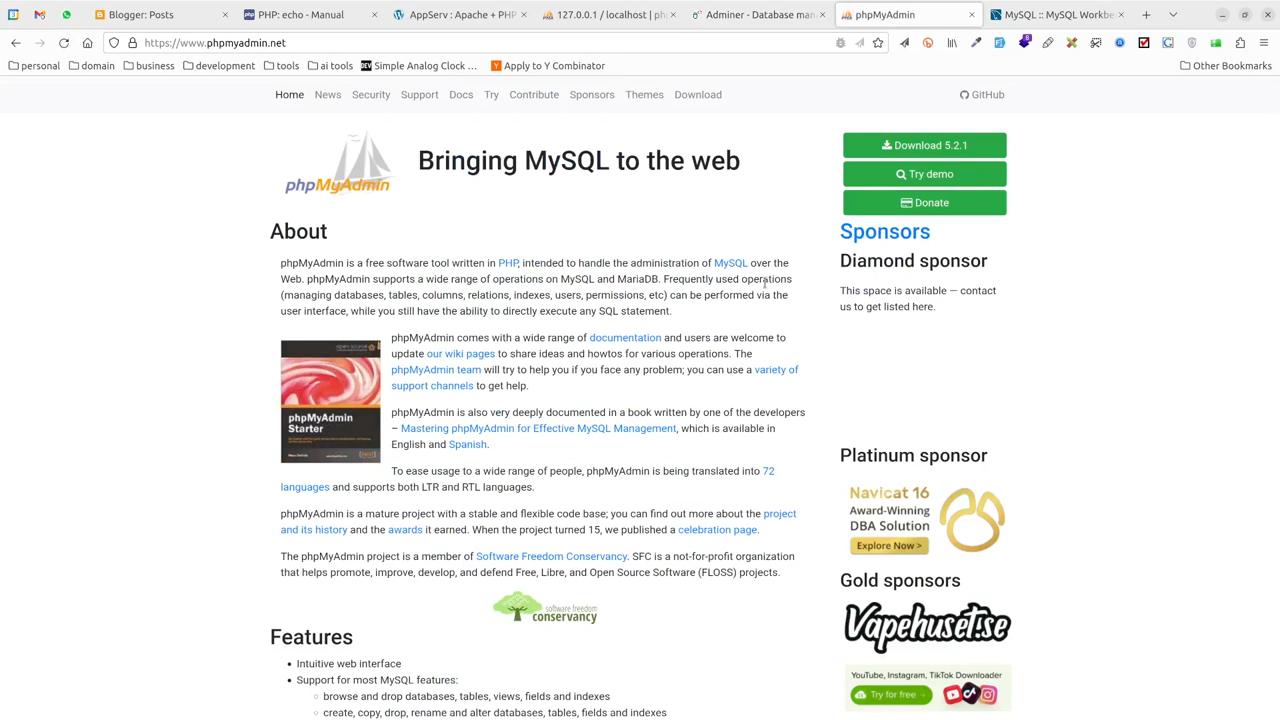 31
Blogger: Posts
PHP: echo - Manual
AppServ : Apache + PHP
127.0.0.1 / localhost | ph
Adminer - Database man
phpMyAdmin
MySQL :: MySQL Workbe
https://www.phpmyadmin.net
8
personal
domain
business
development
tools
ai tools
DEV Simple Analog Clock ...
Apply to Y Combinator
Other Bookmarks
Home News Security Support Docs Try Contribute Sponsors Themes Download
GitHub
phpMyAdmin
Bringing MySQL to the web
Download 5.2.1
Try demo
Donate
About
phpMyAdmin is a free software tool written in PHP, intended to handle the administration of MySQL over the
Web. phpMyAdmin supports a wide range of operations on MySQL and MariaDB. Frequently used operations
(managing databases, tables, columns, relations, indexes, users, permissions, etc) can be performed via the
user interface, while you still have the ability to directly execute any SQL statement.
phpMyAdmin Starter
phpMyAdmin comes with a wide range of documentation and users are welcome to
update our wiki pages to share ideas and howtos for various operations. The
phpMyAdmin team will try to help you if you face any problem; you can use a variety of
support channels to get help.
phpMyAdmin is also very deeply documented in a book written by one of the developers
– Mastering phpMyAdmin for Effective MySQL Management, which is available in
English and Spanish.
To ease usage to a wide range of people, phpMyAdmin is being translated into 72
languages and supports both LTR and RTL languages.
phpMyAdmin is a mature project with a stable and flexible code base; you can find out more about the project
and its history and the awards it earned. When the project turned 15, we published a celebration page.
The phpMyAdmin project is a member of Software Freedom Conservancy. SFC is a not-for-profit organization
that helps promote, improve, develop, and defend Free, Libre, and Open Source Software (FLOSS) projects.
software freedom
conservancy
Features
• Intuitive web interface
• Support for most MySQL features:
◦ browse and drop databases, tables, views, fields and indexes
◦ create, copy, drop, rename and alter databases, tables, fields and indexes
Sponsors
Diamond sponsor
This space is available — contact
us to get listed here.
Platinum sponsor
Navicat 16
Award-Winning
DBA Solution
Explore Now >
Gold sponsors
Vapehuset.se
YouTube, Instagram, TikTok Downloader
Try for free →